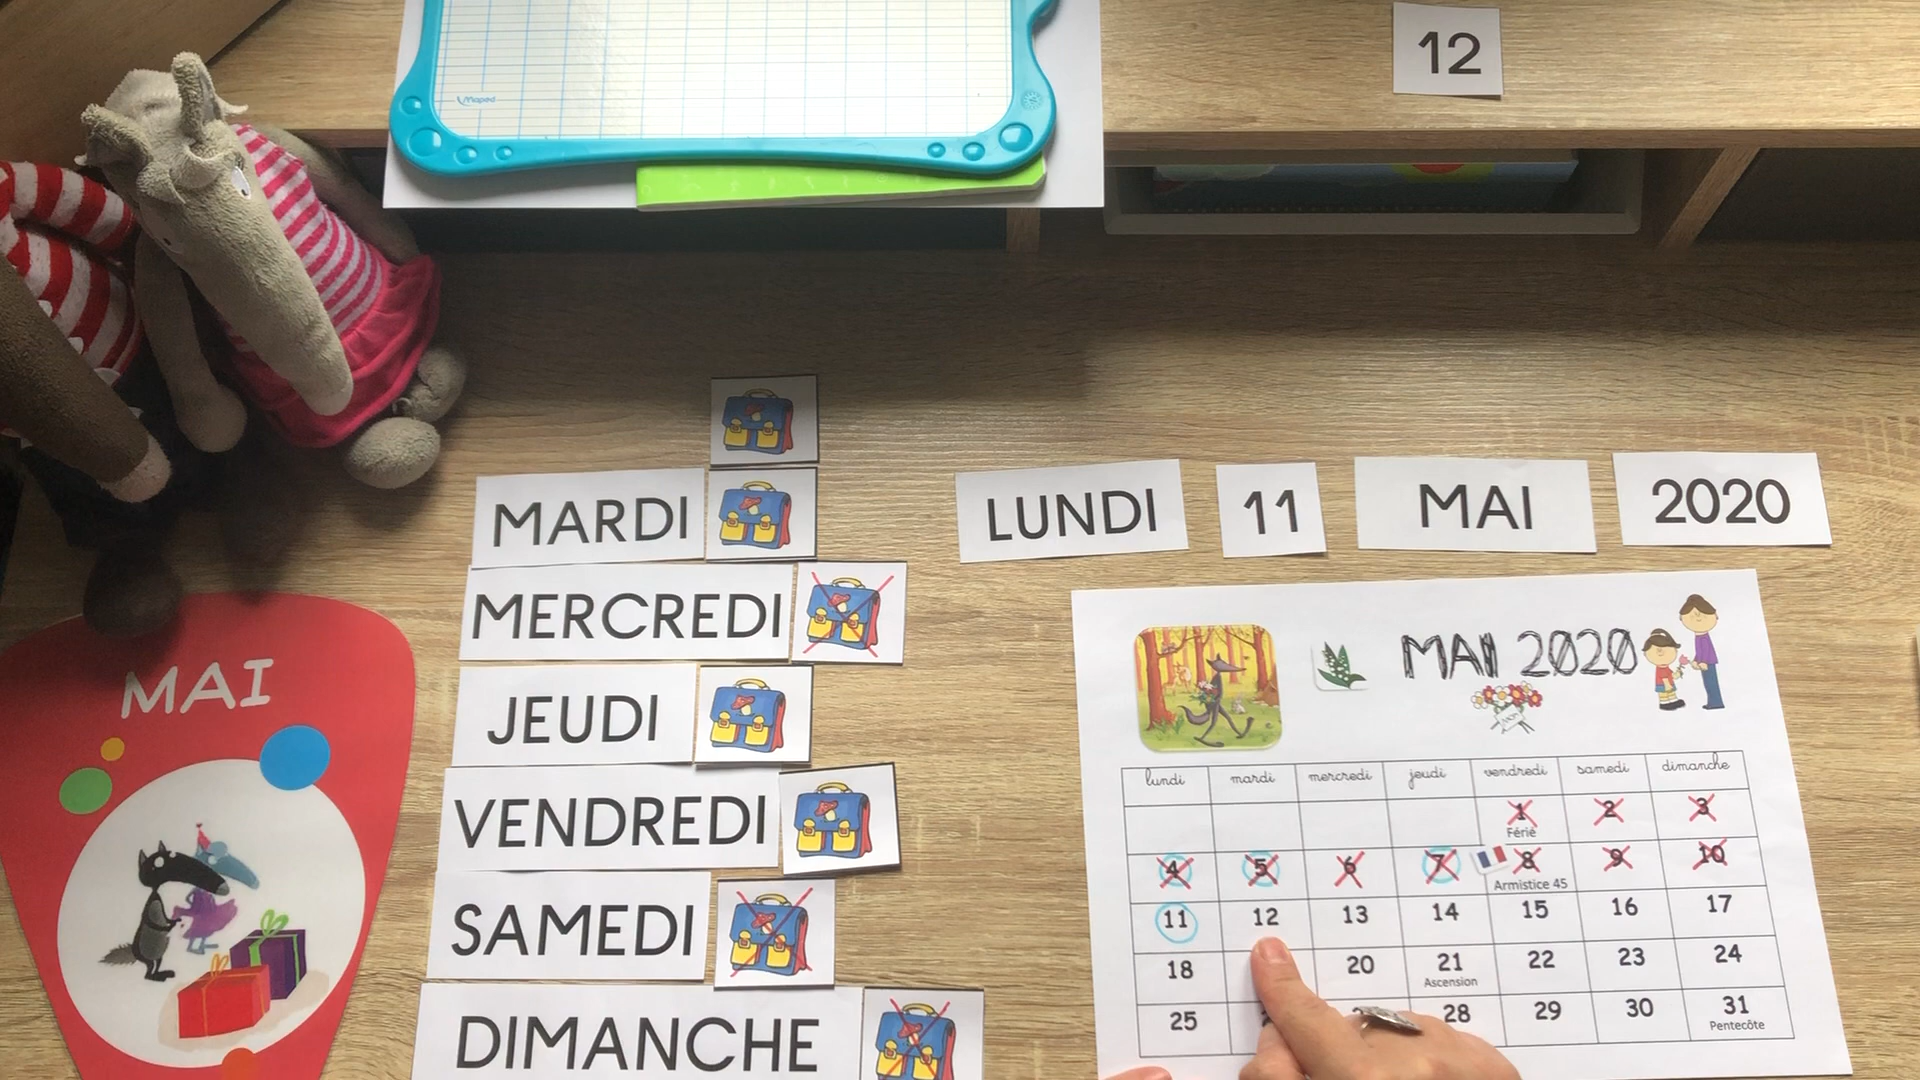 Maped
12
MARDI
MERCREDI
JEUDI
VENDREDI
SAMEDI
DIMANCHE
LUNDI 11 MAI 2020
MAI
MAI 2020
lundi mardi mercredi jeudi vendredi samedi dimanche
1 2 3
Férié
4 5 6 7 8 9 10
Armistice 45
11 12 13 14 15 16 17
18 20 21 22 23 24
Ascension
25 28 29 30 31
Pentecôte